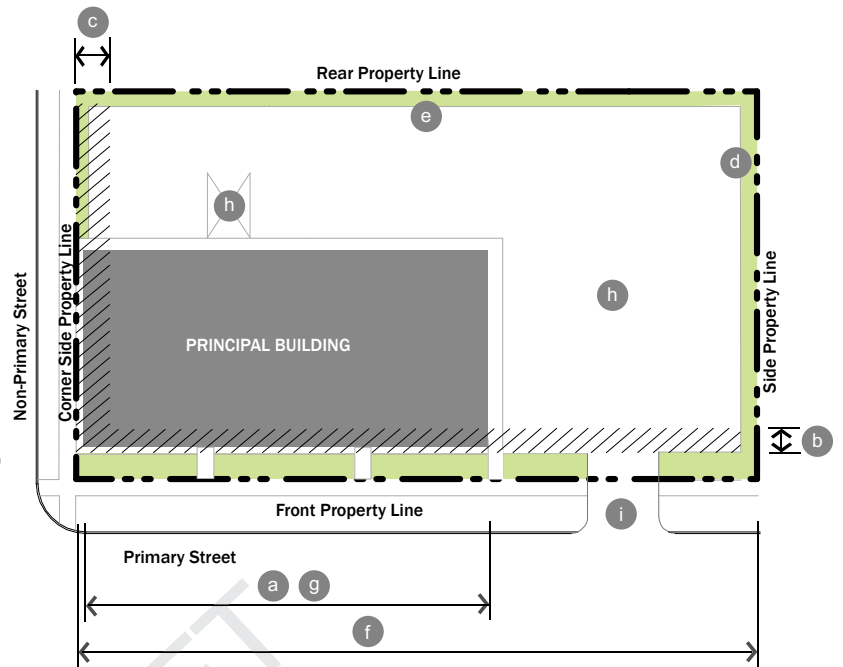 c
Rear Property Line
e
d
h
Non-Primary Street
Corner Side Property Line
PRINCIPAL BUILDING
h
Side Property Line
b
Front Property Line
i
Primary Street
a g
f